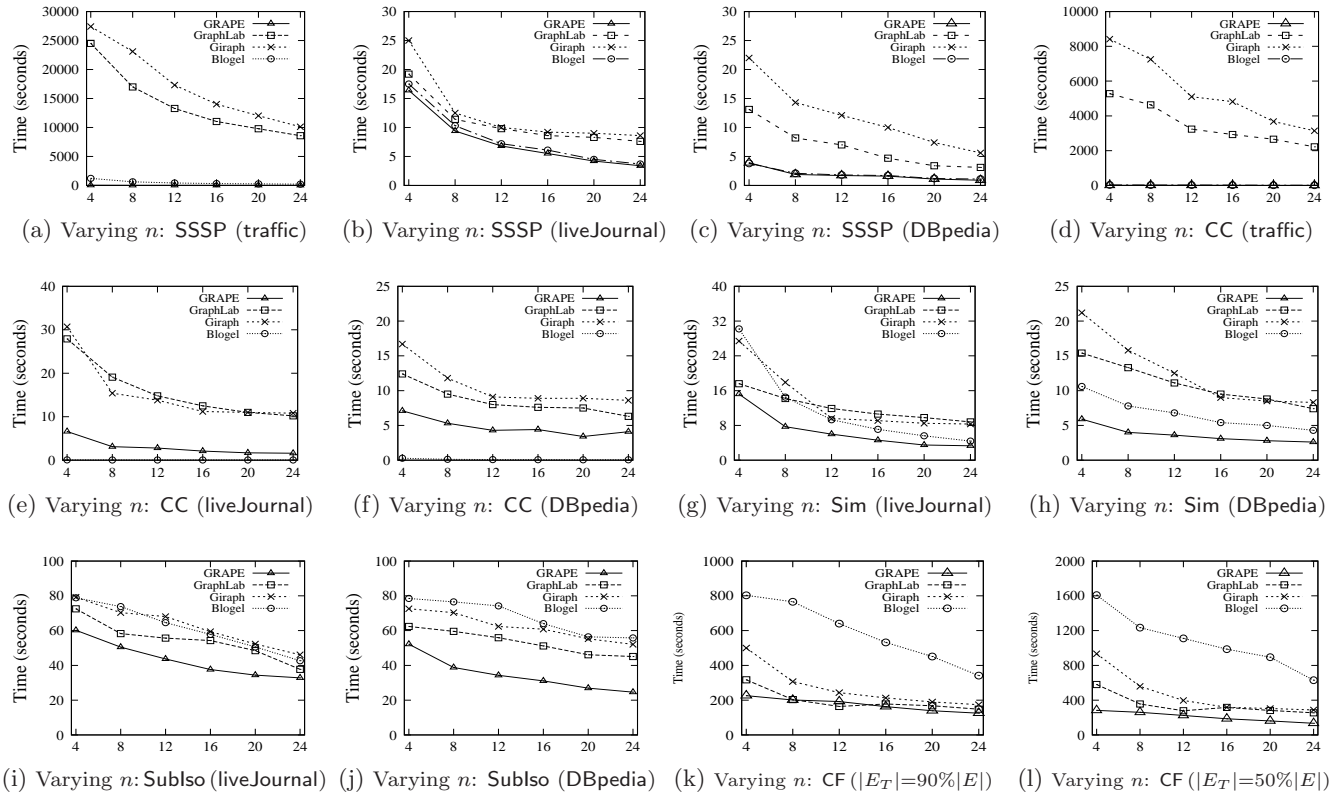 Time (seconds)
30000
25000
20000
15000
10000
5000
0
GRAPE
GraphLab
Giraph
Blogel
4 8 12 16 20 24
(a) Varying n: SSSP (traffic)
Time (seconds)
30
25
20
15
10
5
0
GRAPE
GraphLab
Giraph
Blogel
4 8 12 16 20 24
(b) Varying n: SSSP (liveJournal)
Time (seconds)
30
25
20
15
10
5
0
GRAPE
GraphLab
Giraph
Blogel
4 8 12 16 20 24
(c) Varying n: SSSP (DBpedia)
Time (seconds)
10000
8000
6000
4000
2000
0
GRAPE
GraphLab
Giraph
Blogel
4 8 12 16 20 24
(d) Varying n: CC (traffic)
Time (seconds)
40
30
20
10
0
GRAPE
GraphLab
Giraph
Blogel
4 8 12 16 20 24
(e) Varying n: CC (liveJournal)
Time (seconds)
25
20
15
10
5
0
GRAPE
GraphLab
Giraph
Blogel
4 8 12 16 20 24
(f) Varying n: CC (DBpedia)
Time (seconds)
40
32
24
16
8
0
GRAPE
GraphLab
Giraph
Blogel
4 8 12 16 20 24
(g) Varying n: Sim (liveJournal)
Time (seconds)
25
20
15
10
5
0
GRAPE
GraphLab
Giraph
Blogel
4 8 12 16 20 24
(h) Varying n: Sim (DBpedia)
Time (seconds)
100
80
60
40
20
0
GRAPE
GraphLab
Giraph
Blogel
4 8 12 16 20 24
(i) Varying n: SubIso (liveJournal)
Time (seconds)
100
80
60
40
20
0
GRAPE
GraphLab
Giraph
Blogel
4 8 12 16 20 24
(j) Varying n: SubIso (DBpedia)
Time (seconds)
1000
800
600
400
200
0
GRAPE
GraphLab
Giraph
Blogel
4 8 12 16 20 24
(k) Varying n: CF (|E_T|=90%|E|)
Time (seconds)
2000
1600
1200
800
400
0
GRAPE
GraphLab
Giraph
Blogel
4 8 12 16 20 24
(l) Varying n: CF (|E_T|=50%|E|)